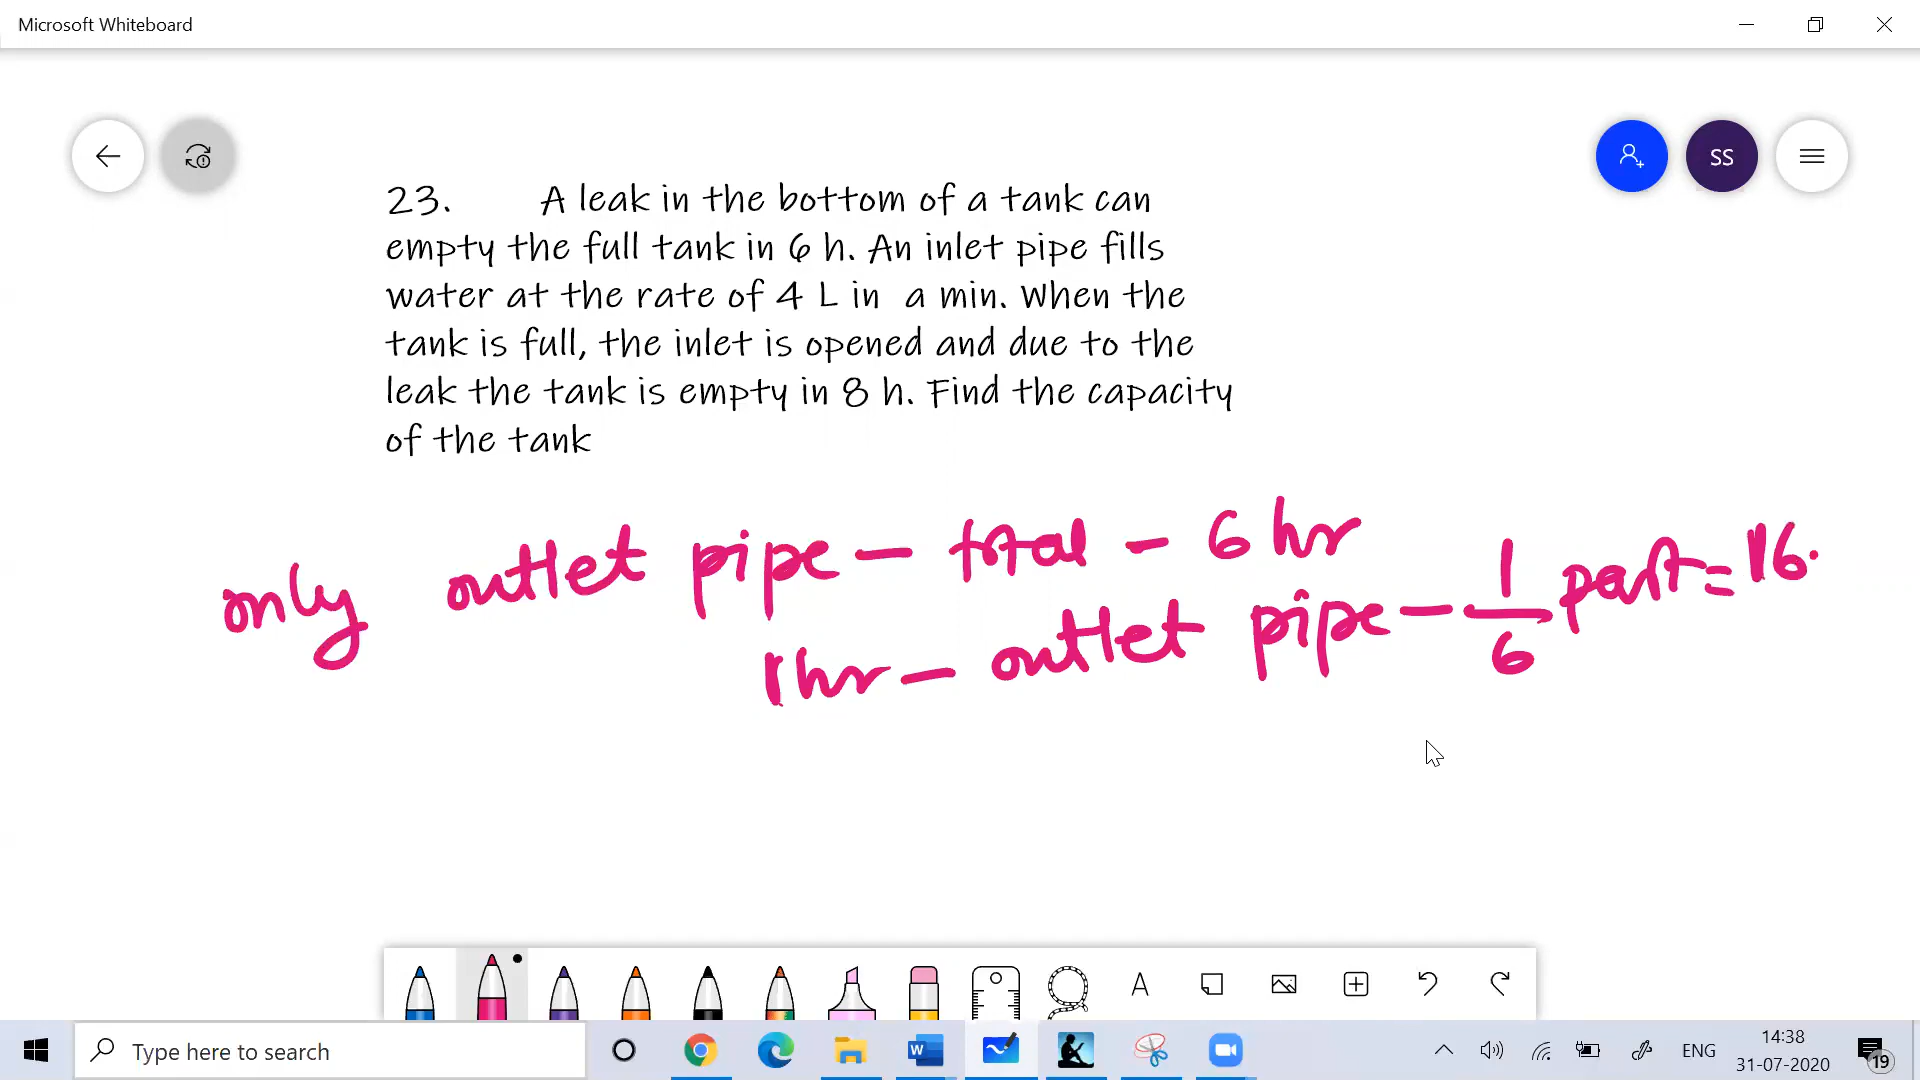 Microsoft Whiteboard
SS
23. A leak in the bottom of a tank can
empty the full tank in 6 h. An inlet pipe fills
water at the rate of 4 L in a min. When the
tank is full, the inlet is opened and due to the
leak the tank is empty in 8 h. Find the capacity
of the tank
only outlet pipe - total - 6 hr
1hr - outlet pipe - 1/6 part = 16.
A
Type here to search
W
ENG
14:38
31-07-2020
19